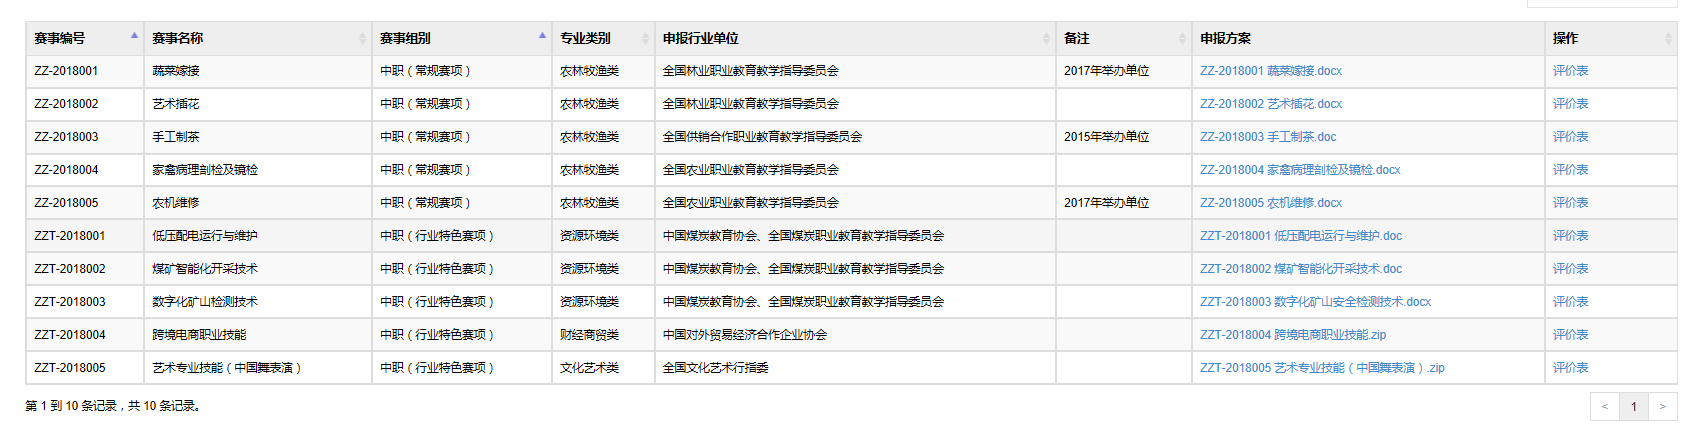 赛事编号 赛事名称 赛事组别 专业类别 申报行业单位 备注 申报方案 操作
ZZ-2018001 蔬菜嫁接 中职（常规赛项） 农林牧渔类 全国林业职业教育教学指导委员会 2017年举办单位 ZZ-2018001 蔬菜嫁接.docx 评价表
ZZ-2018002 艺术插花 中职（常规赛项） 农林牧渔类 全国林业职业教育教学指导委员会 ZZ-2018002 艺术插花.docx 评价表
ZZ-2018003 手工制茶 中职（常规赛项） 农林牧渔类 全国供销合作职业教育教学指导委员会 2015年举办单位 ZZ-2018003 手工制茶.doc 评价表
ZZ-2018004 家禽病理剖检及镜检 中职（常规赛项） 农林牧渔类 全国农业职业教育教学指导委员会 ZZ-2018004 家禽病理剖检及镜检.docx 评价表
ZZ-2018005 农机维修 中职（常规赛项） 农林牧渔类 全国农业职业教育教学指导委员会 2017年举办单位 ZZ-2018005 农机维修.docx 评价表
ZZT-2018001 低压配电运行与维护 中职（行业特色赛项） 资源环境类 中国煤炭教育协会、全国煤炭职业教育教学指导委员会 ZZT-2018001 低压配电运行与维护.doc 评价表
ZZT-2018002 煤矿智能化开采技术 中职（行业特色赛项） 资源环境类 中国煤炭教育协会、全国煤炭职业教育教学指导委员会 ZZT-2018002 煤矿智能化开采技术.doc 评价表
ZZT-2018003 数字化矿山检测技术 中职（行业特色赛项） 资源环境类 中国煤炭教育协会、全国煤炭职业教育教学指导委员会 ZZT-2018003 数字化矿山安全检测技术.docx 评价表
ZZT-2018004 跨境电商职业技能 中职（行业特色赛项） 财经商贸类 中国对外贸易经济合作企业协会 ZZT-2018004 跨境电商职业技能.zip 评价表
ZZT-2018005 艺术专业技能（中国舞表演） 中职（行业特色赛项） 文化艺术类 全国文化艺术行指委 ZZT-2018005 艺术专业技能（中国舞表演）.zip 评价表
第 1 到 10 条记录，共 10 条记录。 < 1 >